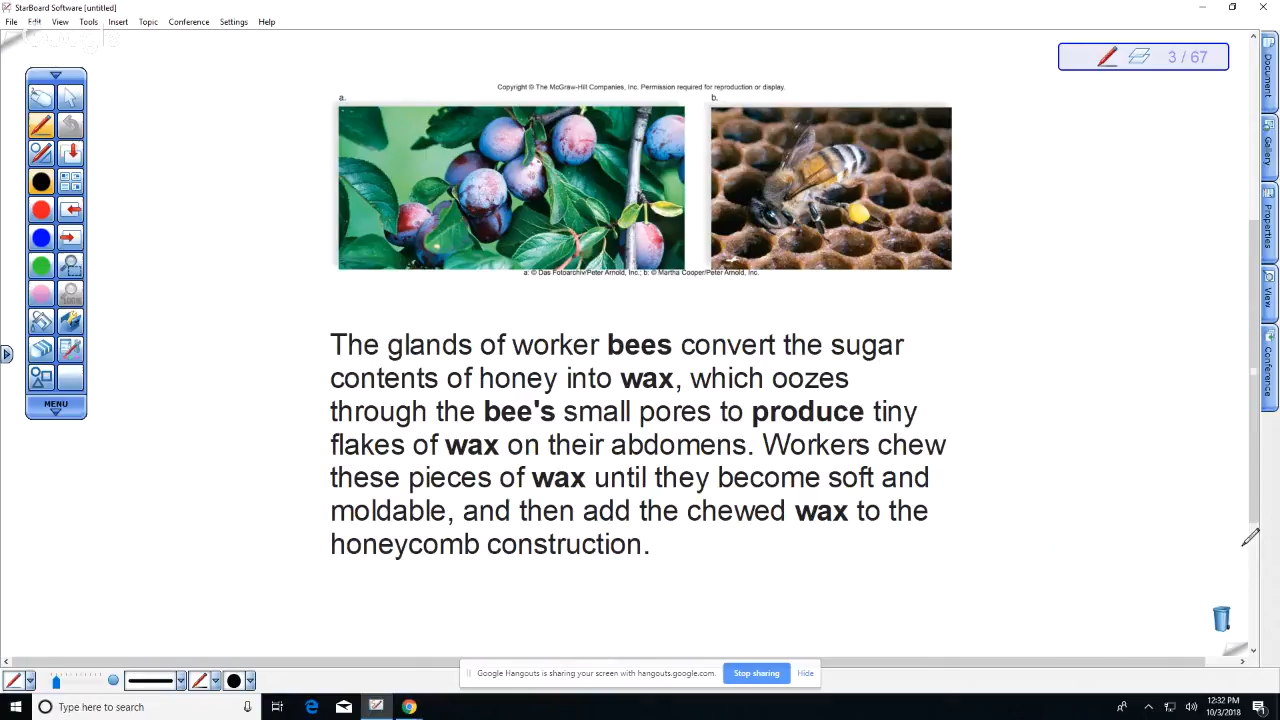 StarBoard Software [untitled]
File Edit View Tools Insert Topic Conference Settings Help
3 / 67
Copyright © The McGraw-Hill Companies, Inc. Permission required for reproduction or display.
a. b.
a: © Das Fotoarchiv/Peter Arnold, Inc.; b: © Martha Cooper/Peter Arnold, Inc.
The glands of worker bees convert the sugar
contents of honey into wax, which oozes
through the bee's small pores to produce tiny
flakes of wax on their abdomens. Workers chew
these pieces of wax until they become soft and
moldable, and then add the chewed wax to the
honeycomb construction.
MENU
Document
Gallery
Properties
View
Conference
Google Hangouts is sharing your screen with hangouts.google.com. Stop sharing Hide
Type here to search
12:32 PM
10/3/2018